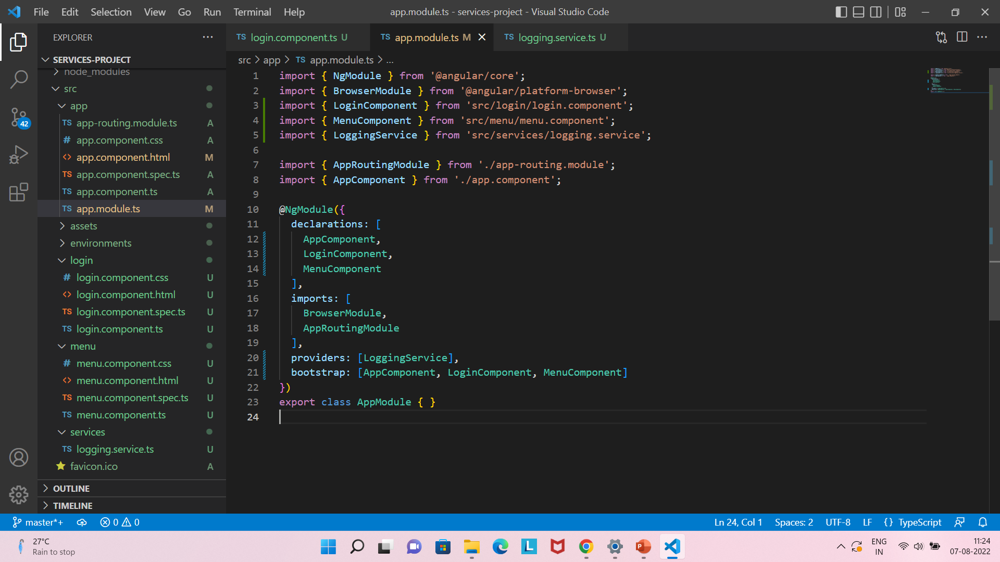 File Edit Selection View Go Run Terminal Help
app.module.ts - services-project - Visual Studio Code
EXPLORER
SERVICES-PROJECT
node_modules
src
app
TS app-routing.module.ts A
# app.component.css A
<> app.component.html M
TS app.component.spec.ts A
TS app.component.ts A
TS app.module.ts M
assets
environments
login
# login.component.css U
<> login.component.html U
TS login.component.spec.ts U
TS login.component.ts U
menu
# menu.component.css U
<> menu.component.html U
TS menu.component.spec.ts U
TS menu.component.ts U
services
TS logging.service.ts U
favicon.ico A
OUTLINE
TIMELINE
42
TS login.component.ts U
TS app.module.ts M
TS logging.service.ts U
src > app > TS app.module.ts > ...
1 import { NgModule } from '@angular/core';
2 import { BrowserModule } from '@angular/platform-browser';
3 import { LoginComponent } from 'src/login/login.component';
4 import { MenuComponent } from 'src/menu/menu.component';
5 import { LoggingService } from 'src/services/logging.service';
6
7 import { AppRoutingModule } from './app-routing.module';
8 import { AppComponent } from './app.component';
9
10 @NgModule({
11 declarations: [
12 AppComponent,
13 LoginComponent,
14 MenuComponent
15 ],
16 imports: [
17 BrowserModule,
18 AppRoutingModule
19 ],
20 providers: [LoggingService],
21 bootstrap: [AppComponent, LoginComponent, MenuComponent]
22 })
23 export class AppModule { }
24
master*+ 0 0
Ln 24, Col 1 Spaces: 2 UTF-8 LF {} TypeScript
27°C
Rain to stop
L
P
ENG
IN
11:24
07-08-2022